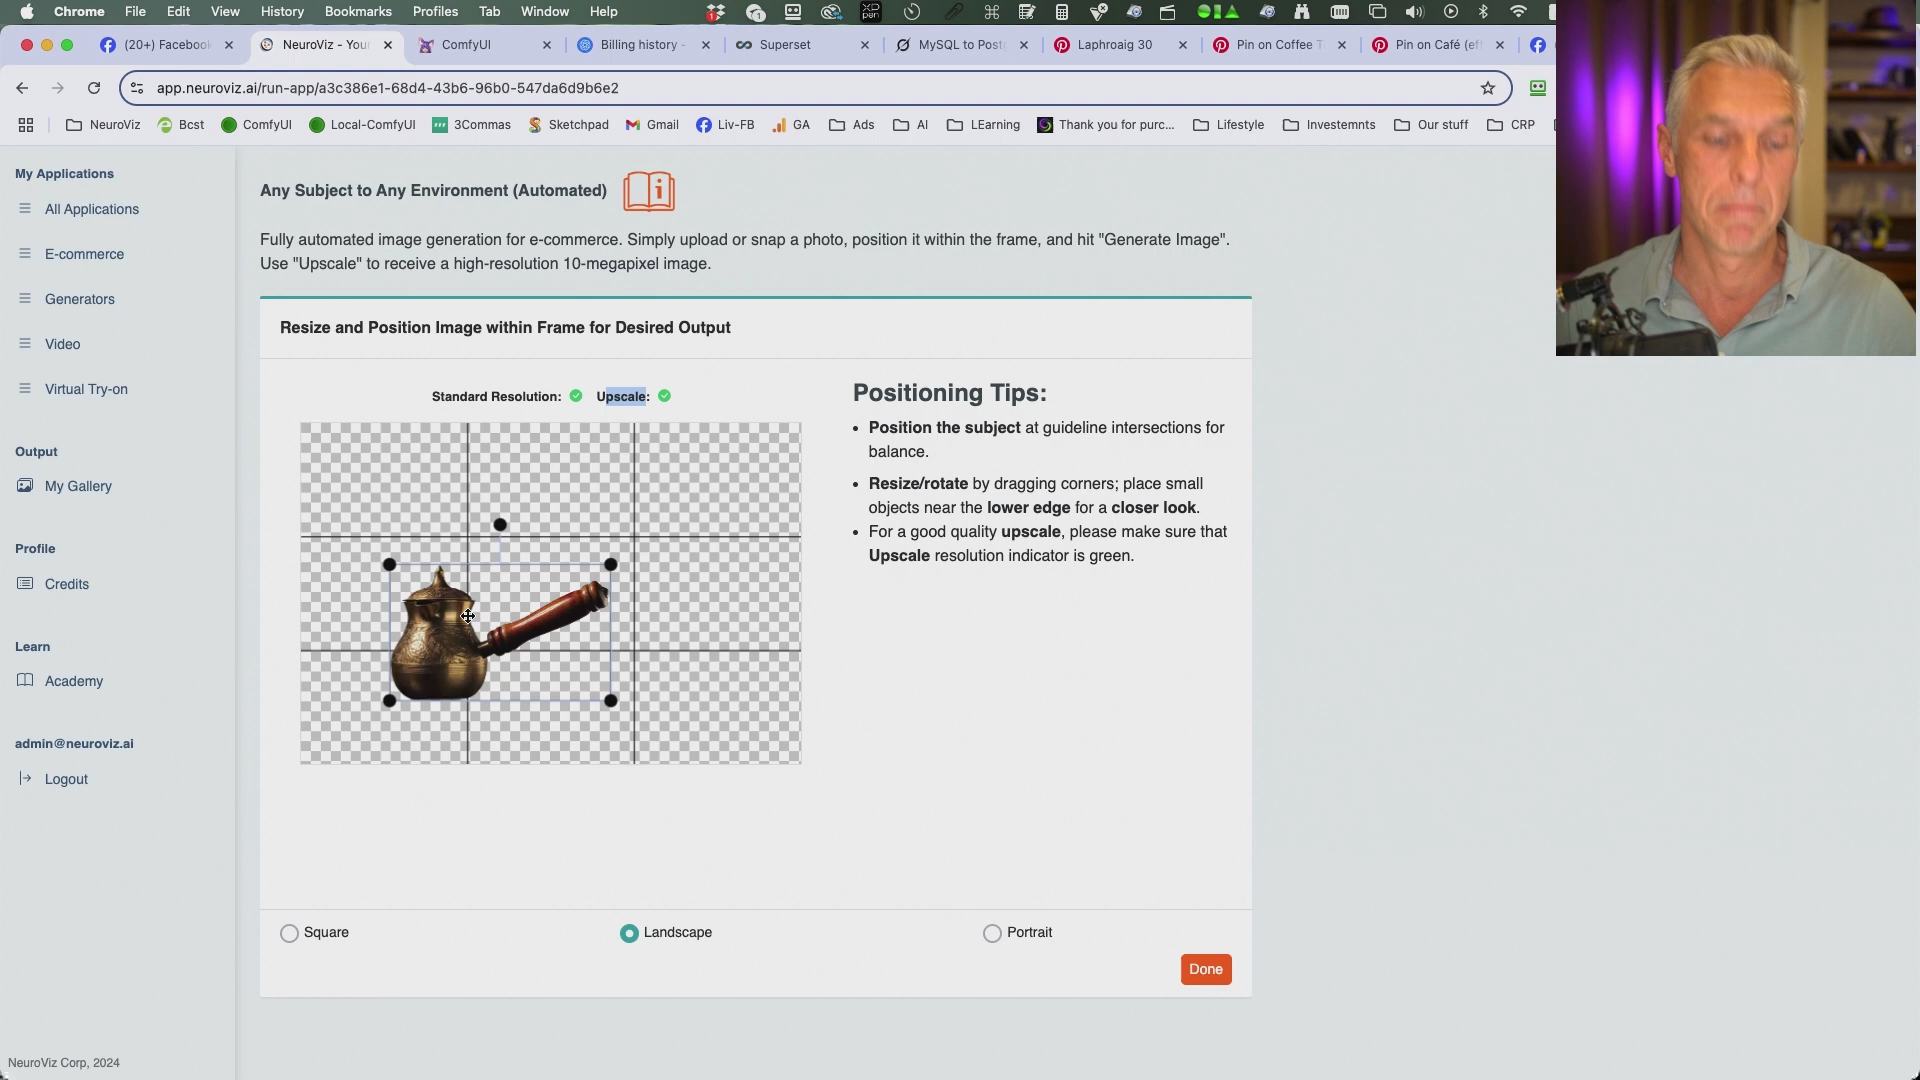 Chrome File Edit View History Bookmarks Profiles Tab Window Help
(20+) Facebook NeuroViz - Your ComfyUI Billing history - Superset MySQL to Postg Laphroaig 30 Pin on Coffee T Pin on Café (ef
app.neuroviz.ai/run-app/a3c386e1-68d4-43b6-96b0-547da6d9b6e2
NeuroViz Bcst ComfyUI Local-ComfyUI 3Commas Sketchpad Gmail Liv-FB GA Ads AI LEarning Thank you for purc... Lifestyle Investemnts Our stuff CRP
My Applications
All Applications
E-commerce
Generators
Video
Virtual Try-on
Output
My Gallery
Profile
Credits
Learn
Academy
admin@neuroviz.ai
Logout
NeuroViz Corp, 2024
Any Subject to Any Environment (Automated)
Fully automated image generation for e-commerce. Simply upload or snap a photo, position it within the frame, and hit "Generate Image".
Use "Upscale" to receive a high-resolution 10-megapixel image.
Resize and Position Image within Frame for Desired Output
Standard Resolution: Upscale:
Positioning Tips:
• Position the subject at guideline intersections for
balance.
• Resize/rotate by dragging corners; place small
objects near the lower edge for a closer look.
• For a good quality upscale, please make sure that
Upscale resolution indicator is green.
Square Landscape Portrait
Done